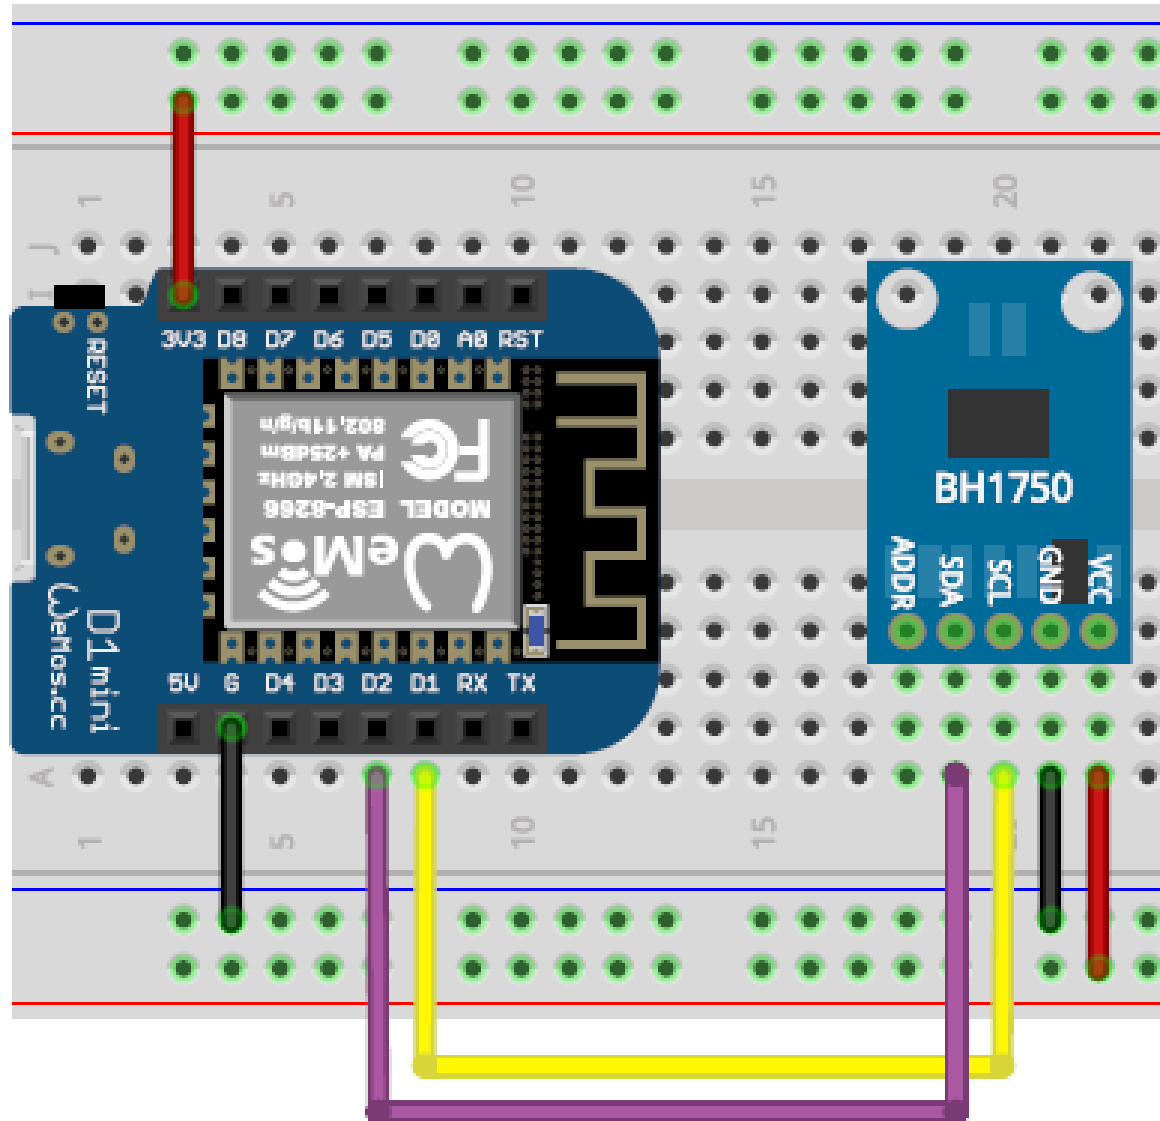 1 5 10 15 20
J
I
3V3 D8 D7 D6 D5 D0 A0 RST
RESET
802,11b/g/n
PA +25dBm
ISM 2,4GHz
MODEL ESP-8266
FC
WeMos
D1mini
WeMos.cc
5V G D4 D3 D2 D1 RX TX
BH1750
ADDR SDA SCL GND VCC
A
1 5 10 15